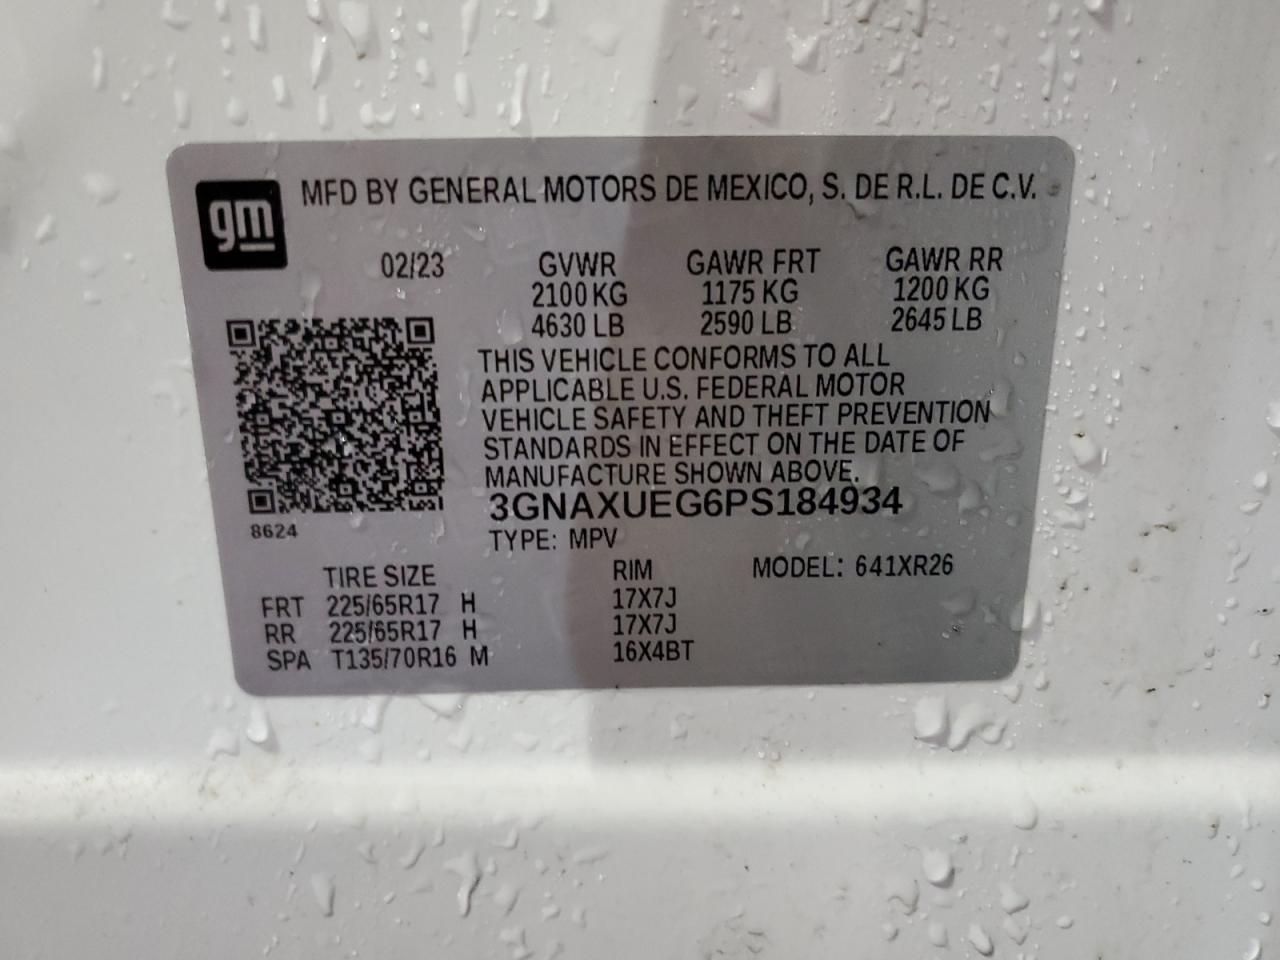 gm
MFD BY GENERAL MOTORS DE MEXICO, S. DE R.L. DE C.V.
02/23 GVWR GAWR FRT GAWR RR
2100 KG 1175 KG 1200 KG
4630 LB 2590 LB 2645 LB
THIS VEHICLE CONFORMS TO ALL
APPLICABLE U.S. FEDERAL MOTOR
VEHICLE SAFETY AND THEFT PREVENTION
STANDARDS IN EFFECT ON THE DATE OF
MANUFACTURE SHOWN ABOVE.
3GNAXUEG6PS184934
8624
TYPE: MPV
TIRE SIZE RIM MODEL: 641XR26
FRT 225/65R17 H 17X7J
RR 225/65R17 H 17X7J
SPA T135/70R16 M 16X4BT